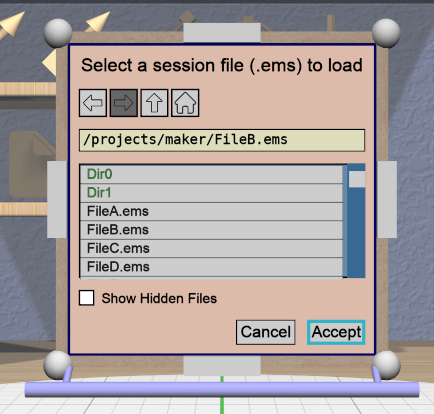 Select a session file (.ems) to load
/projects/maker/FileB.ems
Dir0
Dir1
FileA.ems
FileB.ems
FileC.ems
FileD.ems
Show Hidden Files
Cancel Accept